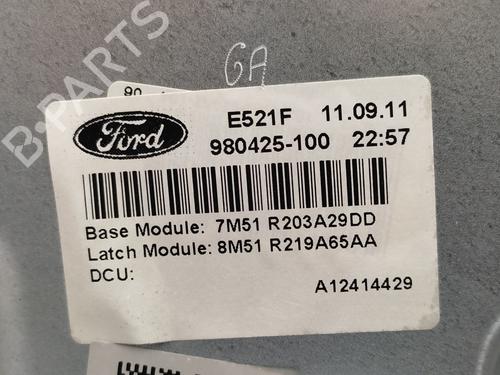 GA
90
Ford
E521F 11.09.11
980425-100 22:57
Base Module: 7M51 R203A29DD
Latch Module: 8M51 R219A65AA
DCU:
A12414429
B-PARTS